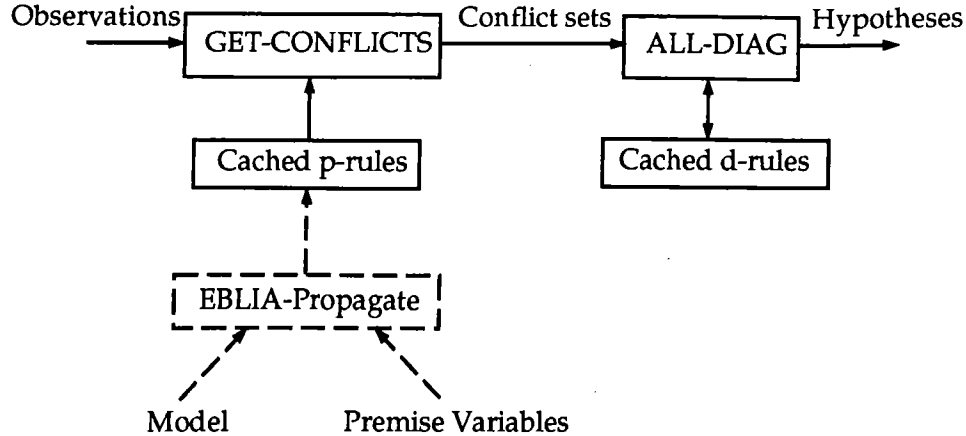 Observations
GET-CONFLICTS
Conflict sets
ALL-DIAG
Hypotheses
Cached p-rules
Cached d-rules
EBLIA-Propagate
Model
Premise Variables